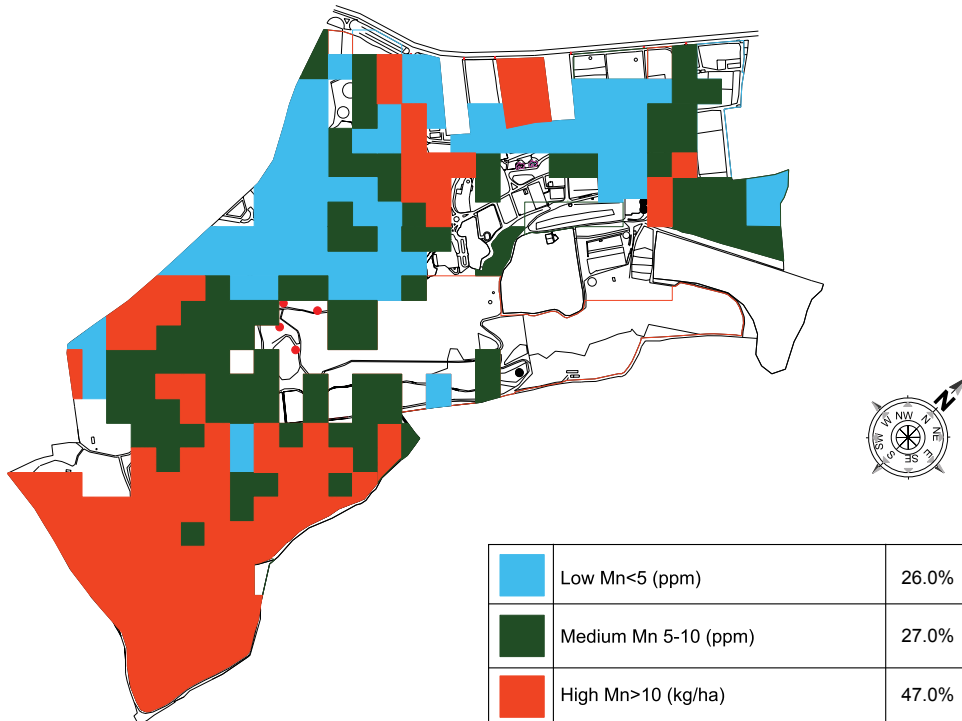 N
NW
N
W
NE
SW
E
S
SE
Low Mn<5 (ppm) 26.0%
Medium Mn 5-10 (ppm) 27.0%
High Mn>10 (kg/ha) 47.0%